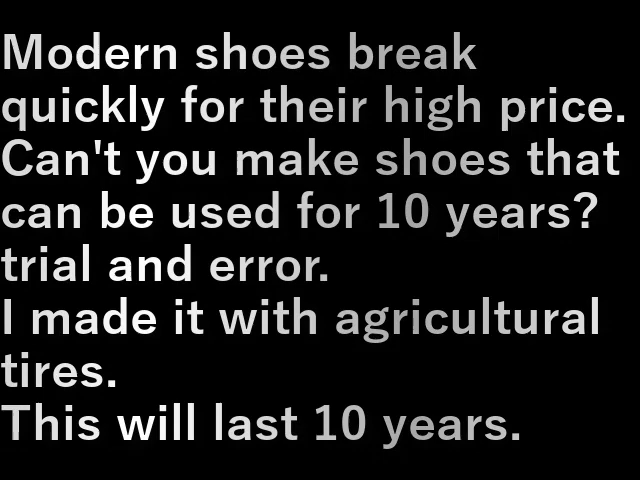 Modern shoes break
quickly for their high price.
Can't you make shoes that
can be used for 10 years?
trial and error.
I made it with agricultural
tires.
This will last 10 years.